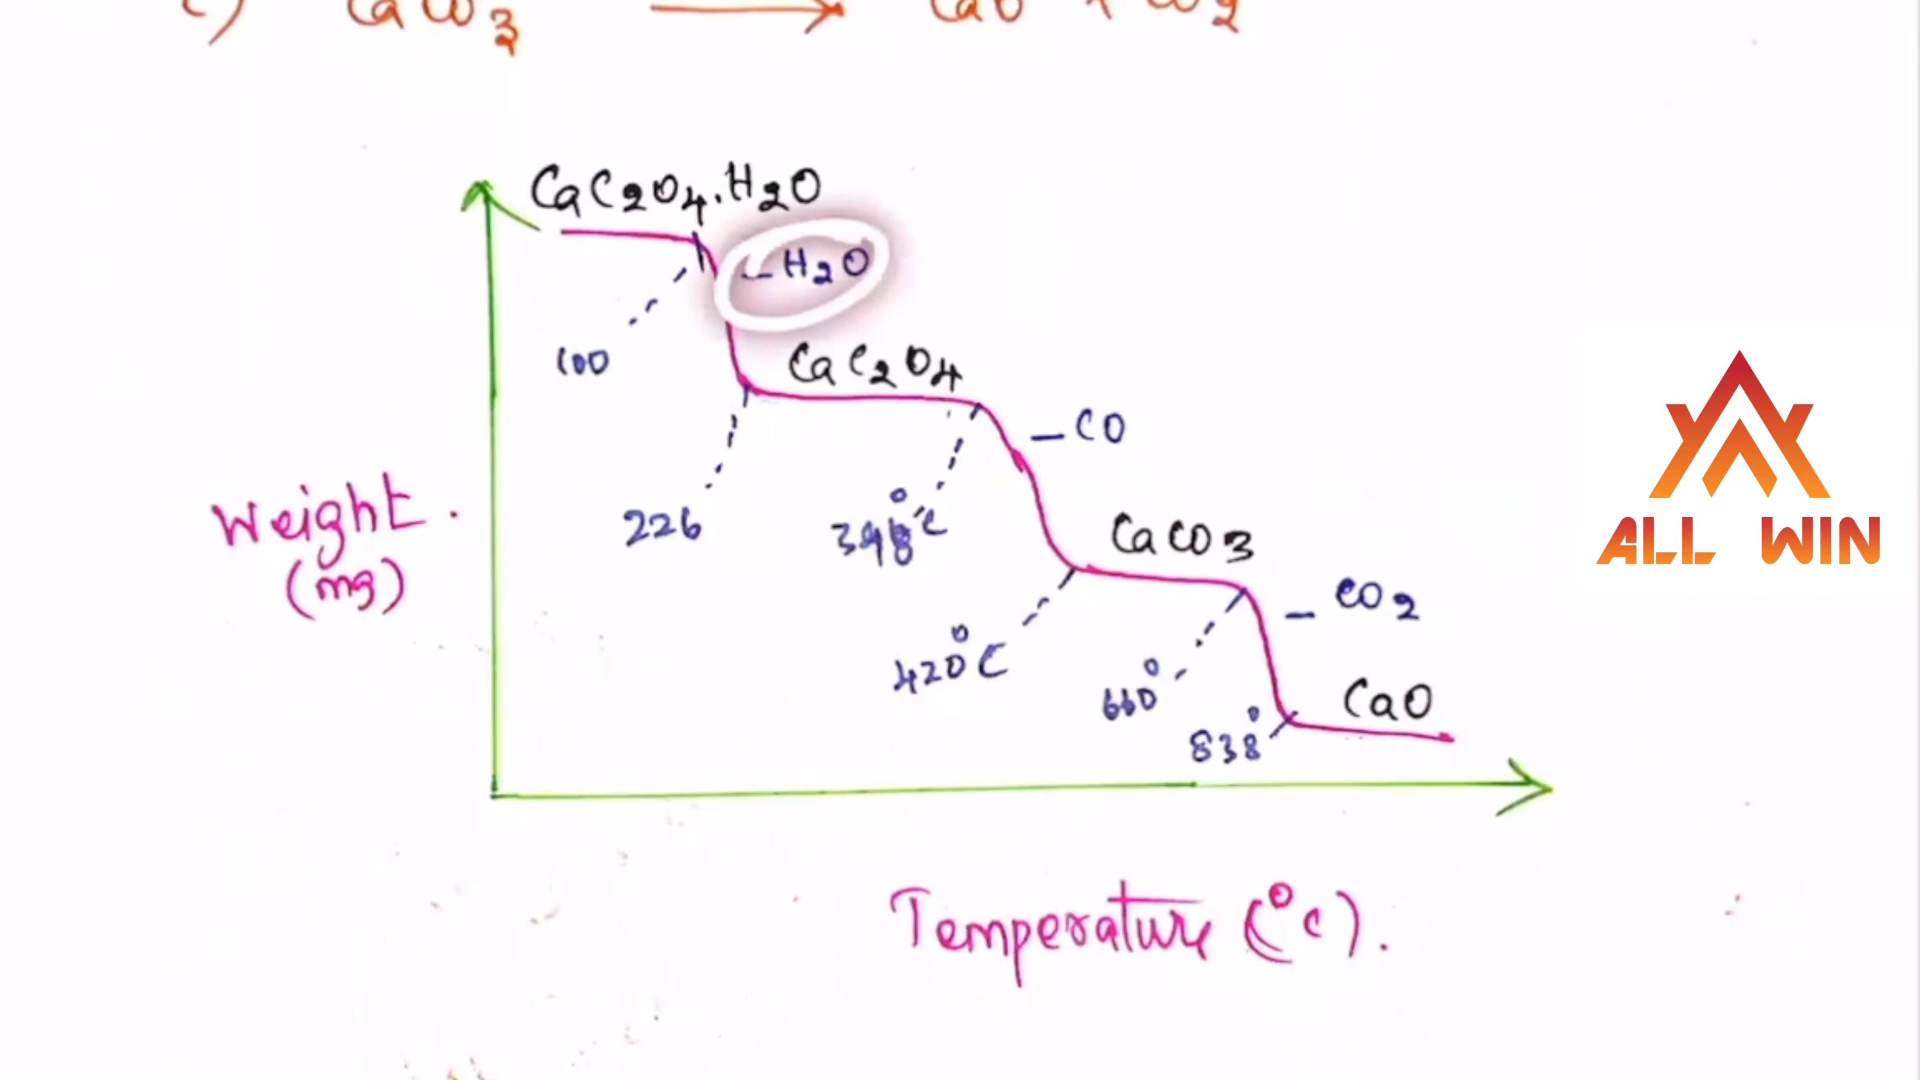 c) CaCO3 → CaO + CO2
CaC2O4.H2O
-H2O
100
CaC2O4
-CO
226
398°C
Weight.
(mg)
CaCO3
-CO2
420°C
660°
CaO
838°
Temperature (°c).
ALL WIN